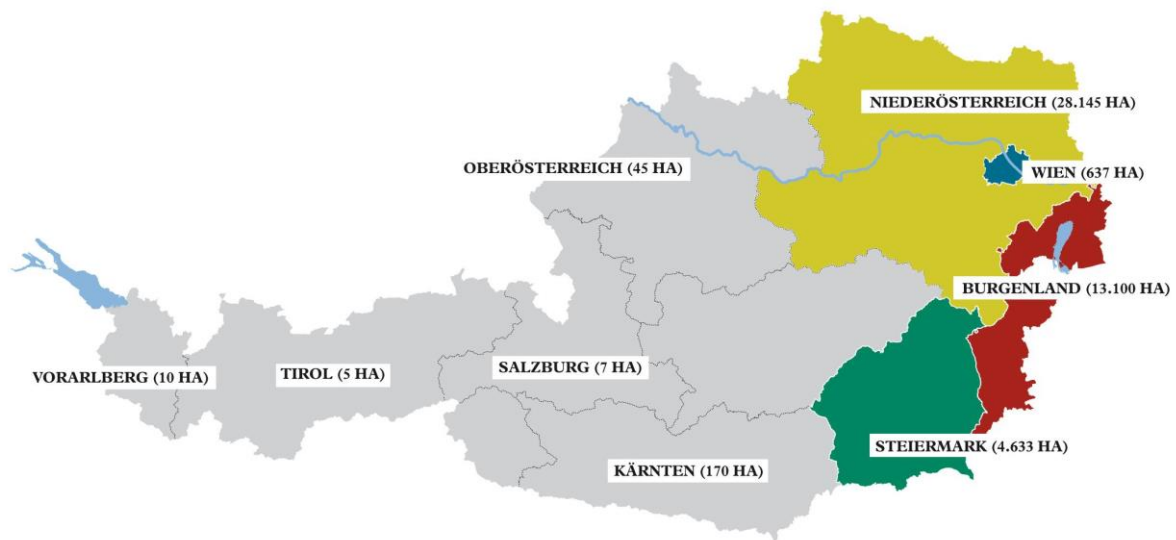 NIEDERÖSTERREICH (28.145 HA)
OBERÖSTERREICH (45 HA)
WIEN (637 HA)
BURGENLAND (13.100 HA)
SALZBURG (7 HA)
TIROL (5 HA)
VORARLBERG (10 HA)
STEIERMARK (4.633 HA)
KÄRNTEN (170 HA)